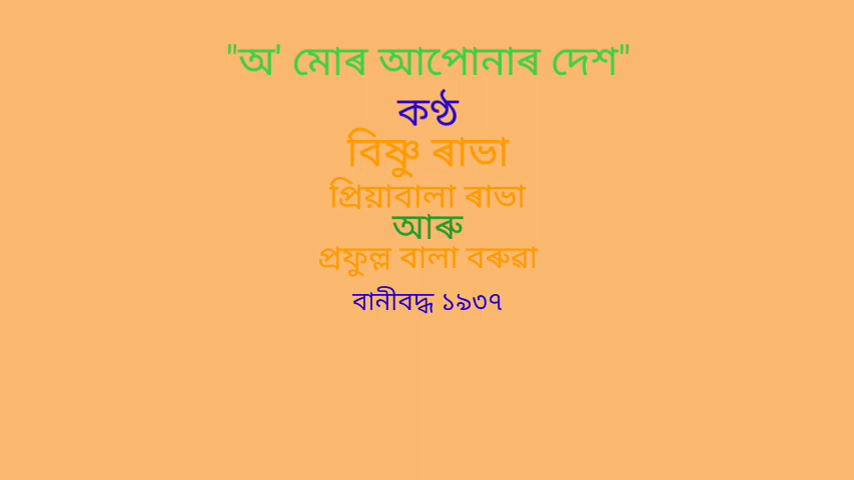 "অ' মোৰ আপোনাৰ দেশ"
কণ্ঠ
বিষ্ণু ৰাভা
প্ৰিয়াবালা ৰাভা
আৰু
প্ৰফুল্ল বালা বৰুৱা
বানীবদ্ধ ১৯৩৭